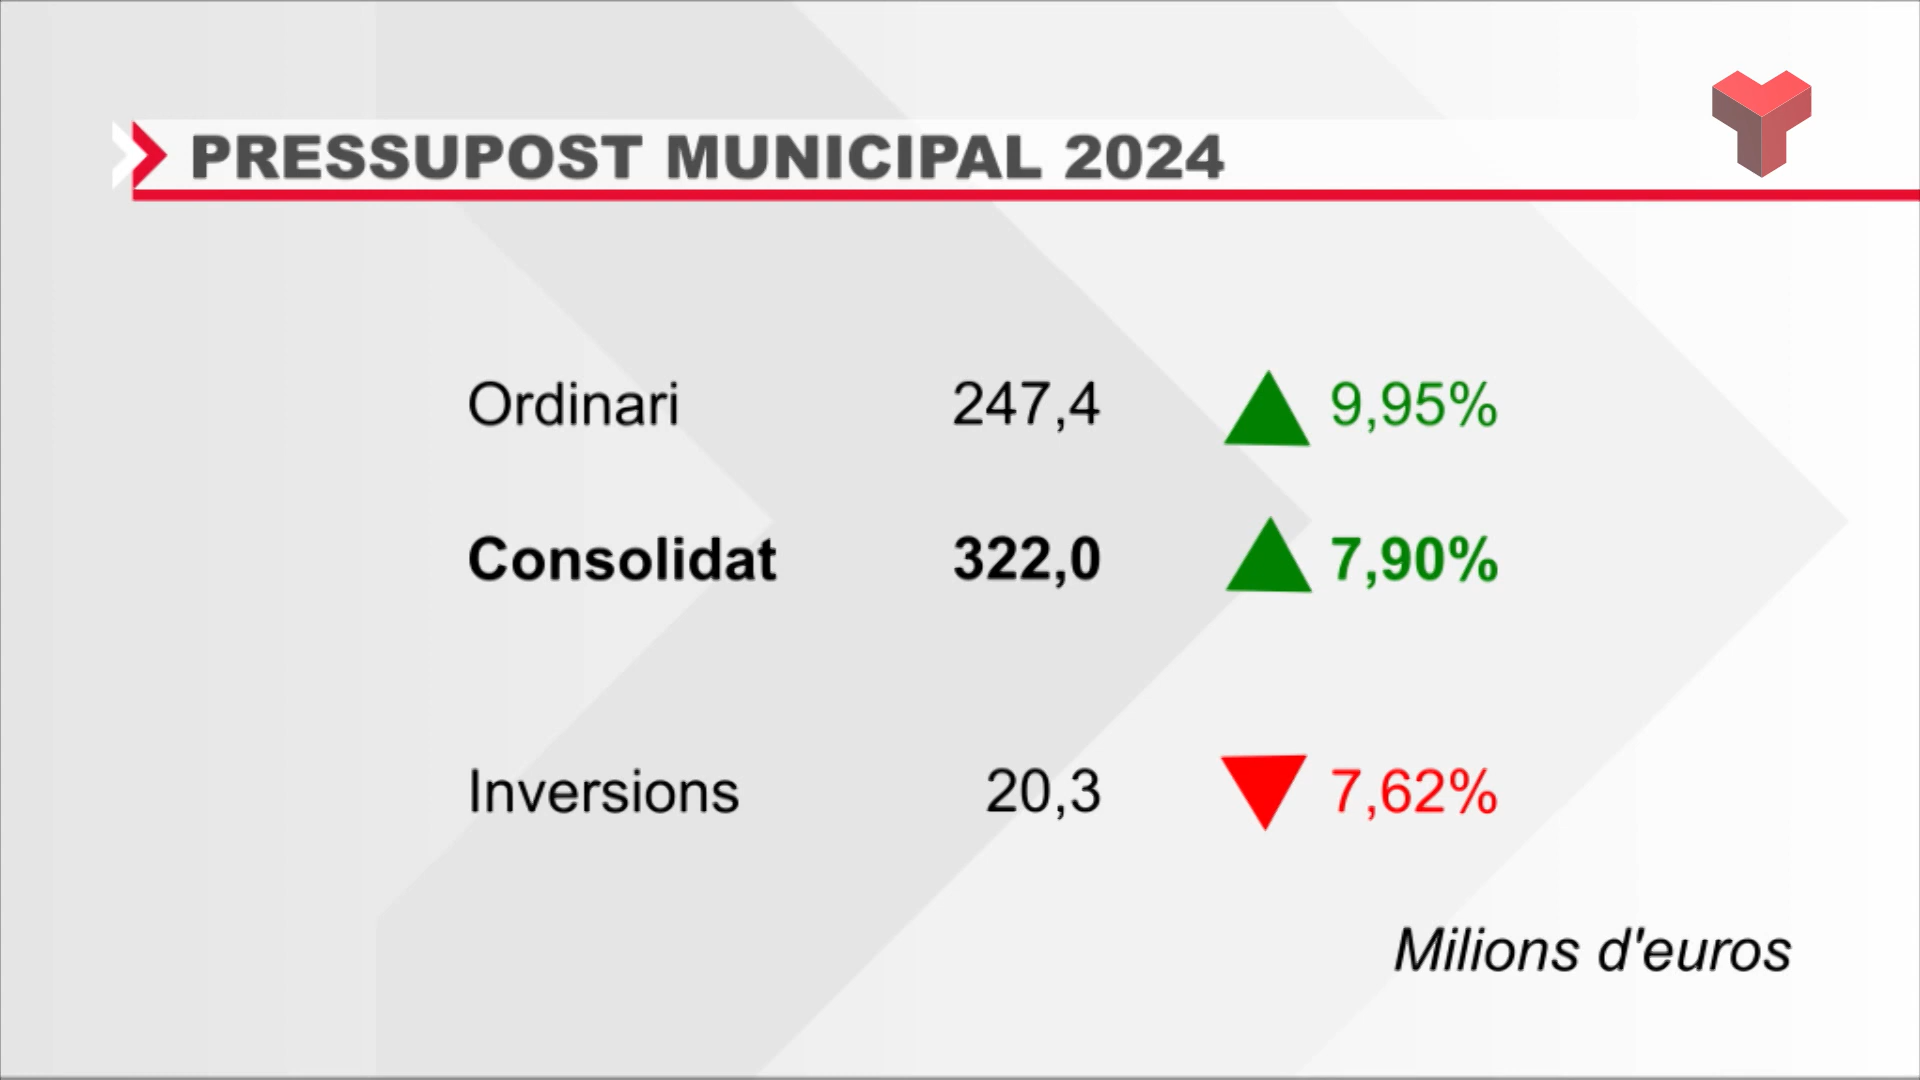 PRESSUPOST MUNICIPAL 2024
Ordinari 247,4 9,95%
Consolidat 322,0 7,90%
Inversions 20,3 7,62%
Milions d'euros